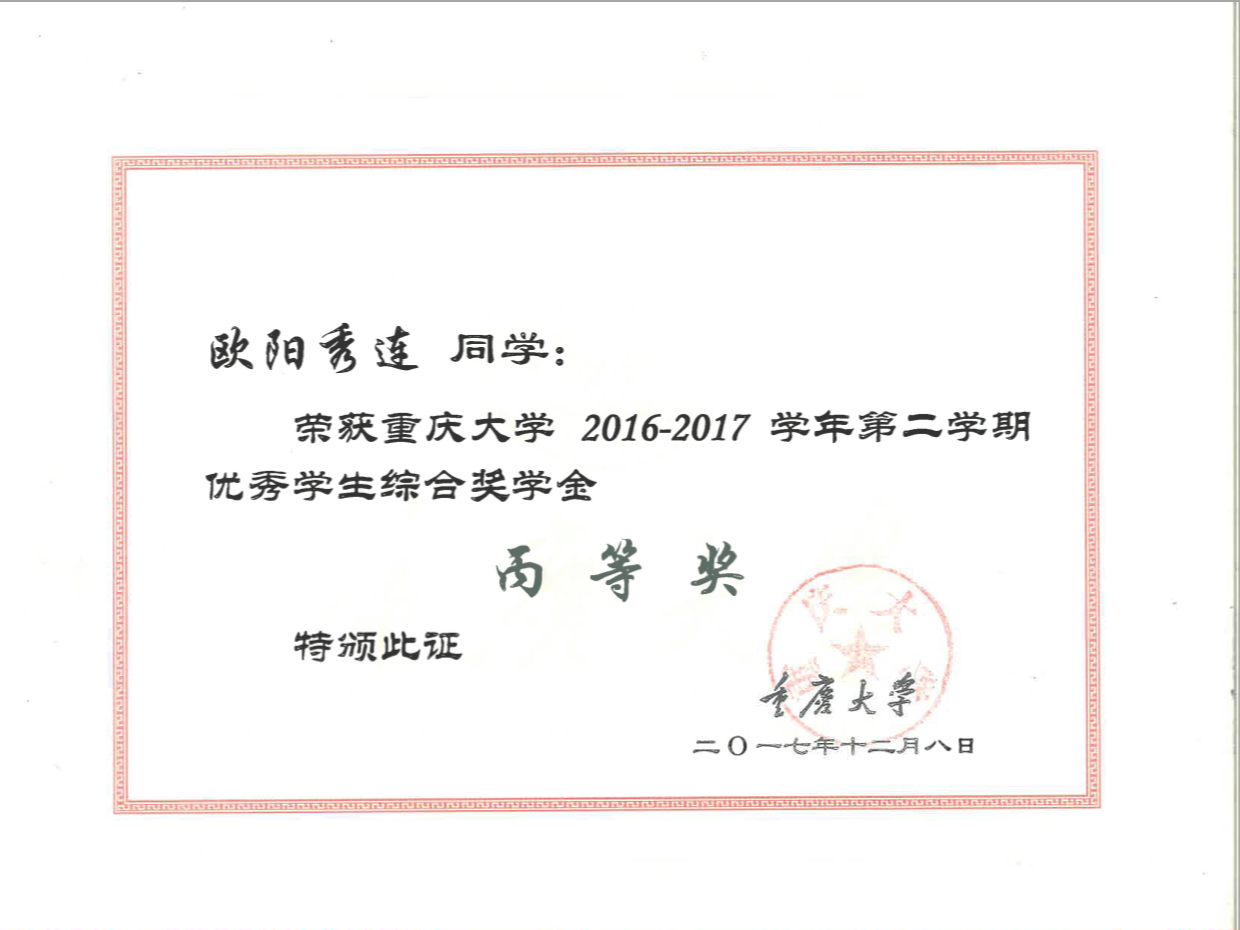 欧阳秀连 同学：
荣获重庆大学 2016-2017 学年第二学期
优秀学生综合奖学金
丙等奖
特颁此证
重庆大学
二〇一七年十二月八日